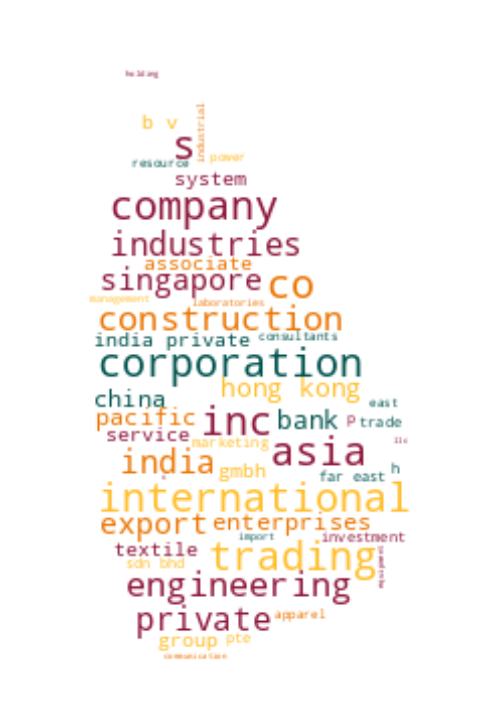 holding
b v
industrial
s
resource
power
system
company
industries
associate
singapore
co
management
laboratories
construction
india private
consultants
corporation
hong kong
china
east
pacific
inc
bank
p
trade
service
marketing
asia
llc
india
gmbh
far east
h
international
export
enterprises
import
investment
textile
trading
equipment
sdn bhd
engineering
private
apparel
group
pte
communication